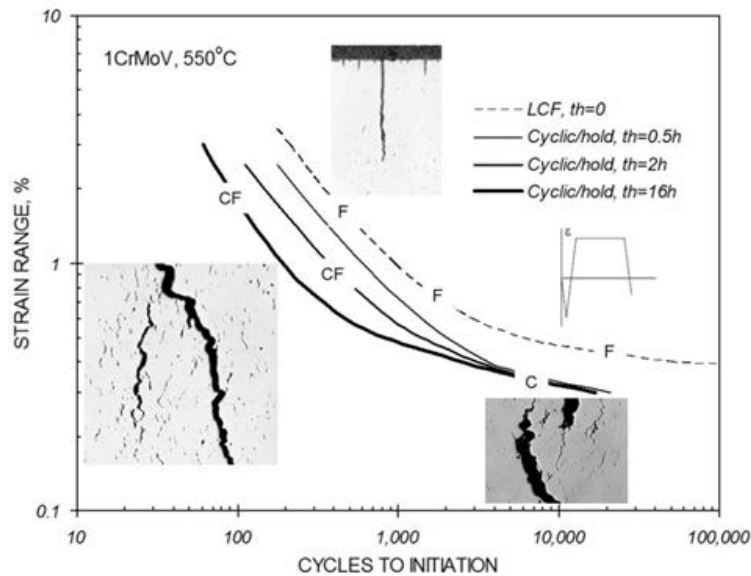 10
1CrMoV, 550°C
LCF, th=0
Cyclic/hold, th=0.5h
Cyclic/hold, th=2h
Cyclic/hold, th=16h
CF
F
ε
CF
F
1
F
C
STRAIN RANGE, %
0.1
10 100 1,000 10,000 100,000
CYCLES TO INITIATION